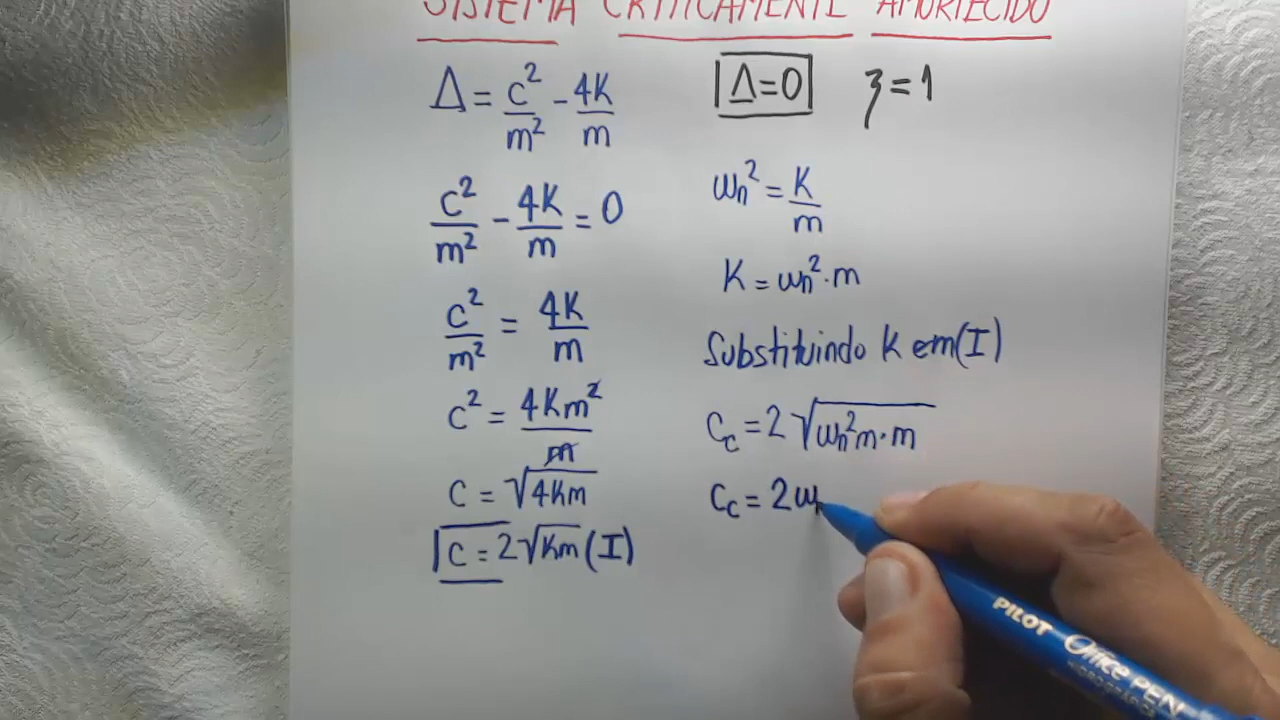 SISTEMA CRITICAMENTE AMORTECIDO
Δ = c²/m² - 4K/m
c²/m² - 4K/m = 0
c²/m² = 4K/m
c² = 4Km²/m
c = √4Km
c = 2√Km (I)
Δ=0 ζ = 1
ωn² = K/m
K = ωn²·m
Substituindo K em (I)
Cc = 2√ωn²m·m
Cc = 2ωn
PILOT Office PEN